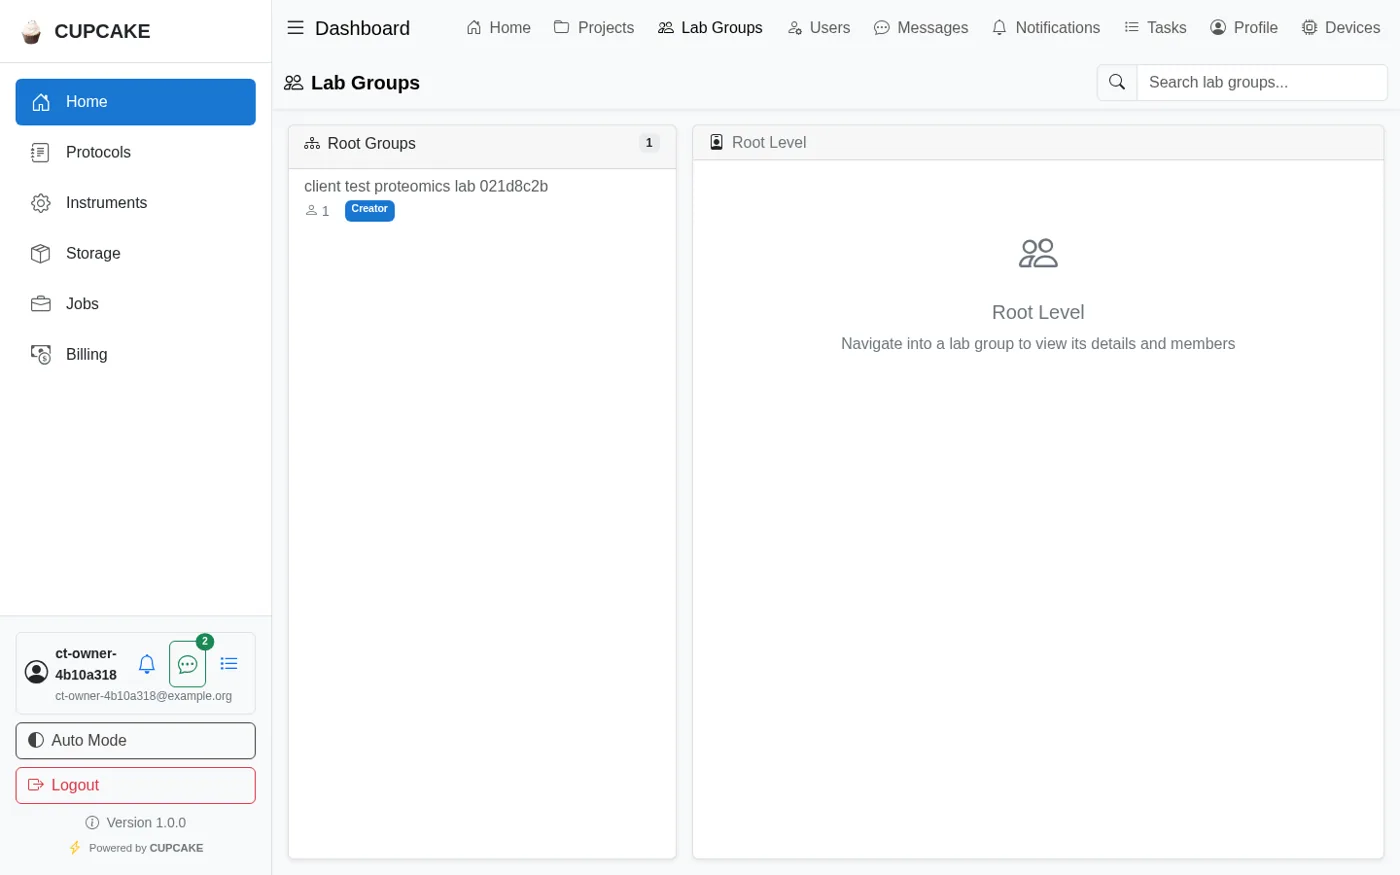 CUPCAKE
Home
Protocols
Instruments
Storage
Jobs
Billing
ct-owner-
4b10a318
2
ct-owner-4b10a318@example.org
Auto Mode
Logout
Version 1.0.0
Powered by CUPCAKE
Dashboard
Home
Projects
Lab Groups
Users
Messages
Notifications
Tasks
Profile
Devices
Lab Groups
Search lab groups...
Root Groups
1
client test proteomics lab 021d8c2b
1
Creator
Root Level
Root Level
Navigate into a lab group to view its details and members